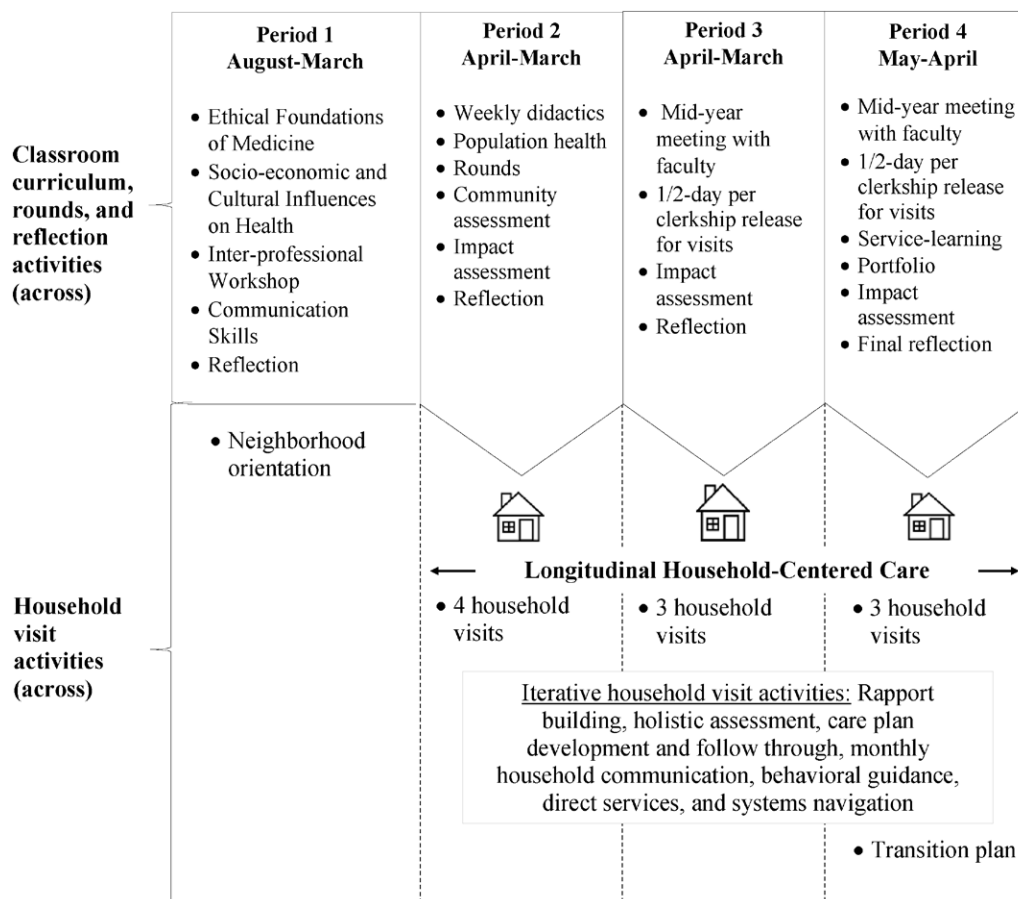 Period 1
August-March
Period 2
April-March
Period 3
April-March
Period 4
May-April
Classroom
curriculum,
rounds, and
reflection
activities
(across)
• Ethical Foundations
of Medicine
• Socio-economic and
Cultural Influences
on Health
• Inter-professional
Workshop
• Communication
Skills
• Reflection
• Weekly didactics
• Population health
• Rounds
• Community
assessment
• Impact
assessment
• Reflection
• Mid-year
meeting with
faculty
• 1/2-day per
clerkship release
for visits
• Impact
assessment
• Reflection
• Mid-year meeting
with faculty
• 1/2-day per
clerkship release
for visits
• Service-learning
• Portfolio
• Impact
assessment
• Final reflection
Household
visit
activities
(across)
• Neighborhood
orientation
Longitudinal Household-Centered Care
• 4 household
visits
• 3 household
visits
• 3 household
visits
Iterative household visit activities: Rapport
building, holistic assessment, care plan
development and follow through, monthly
household communication, behavioral guidance,
direct services, and systems navigation
• Transition plan